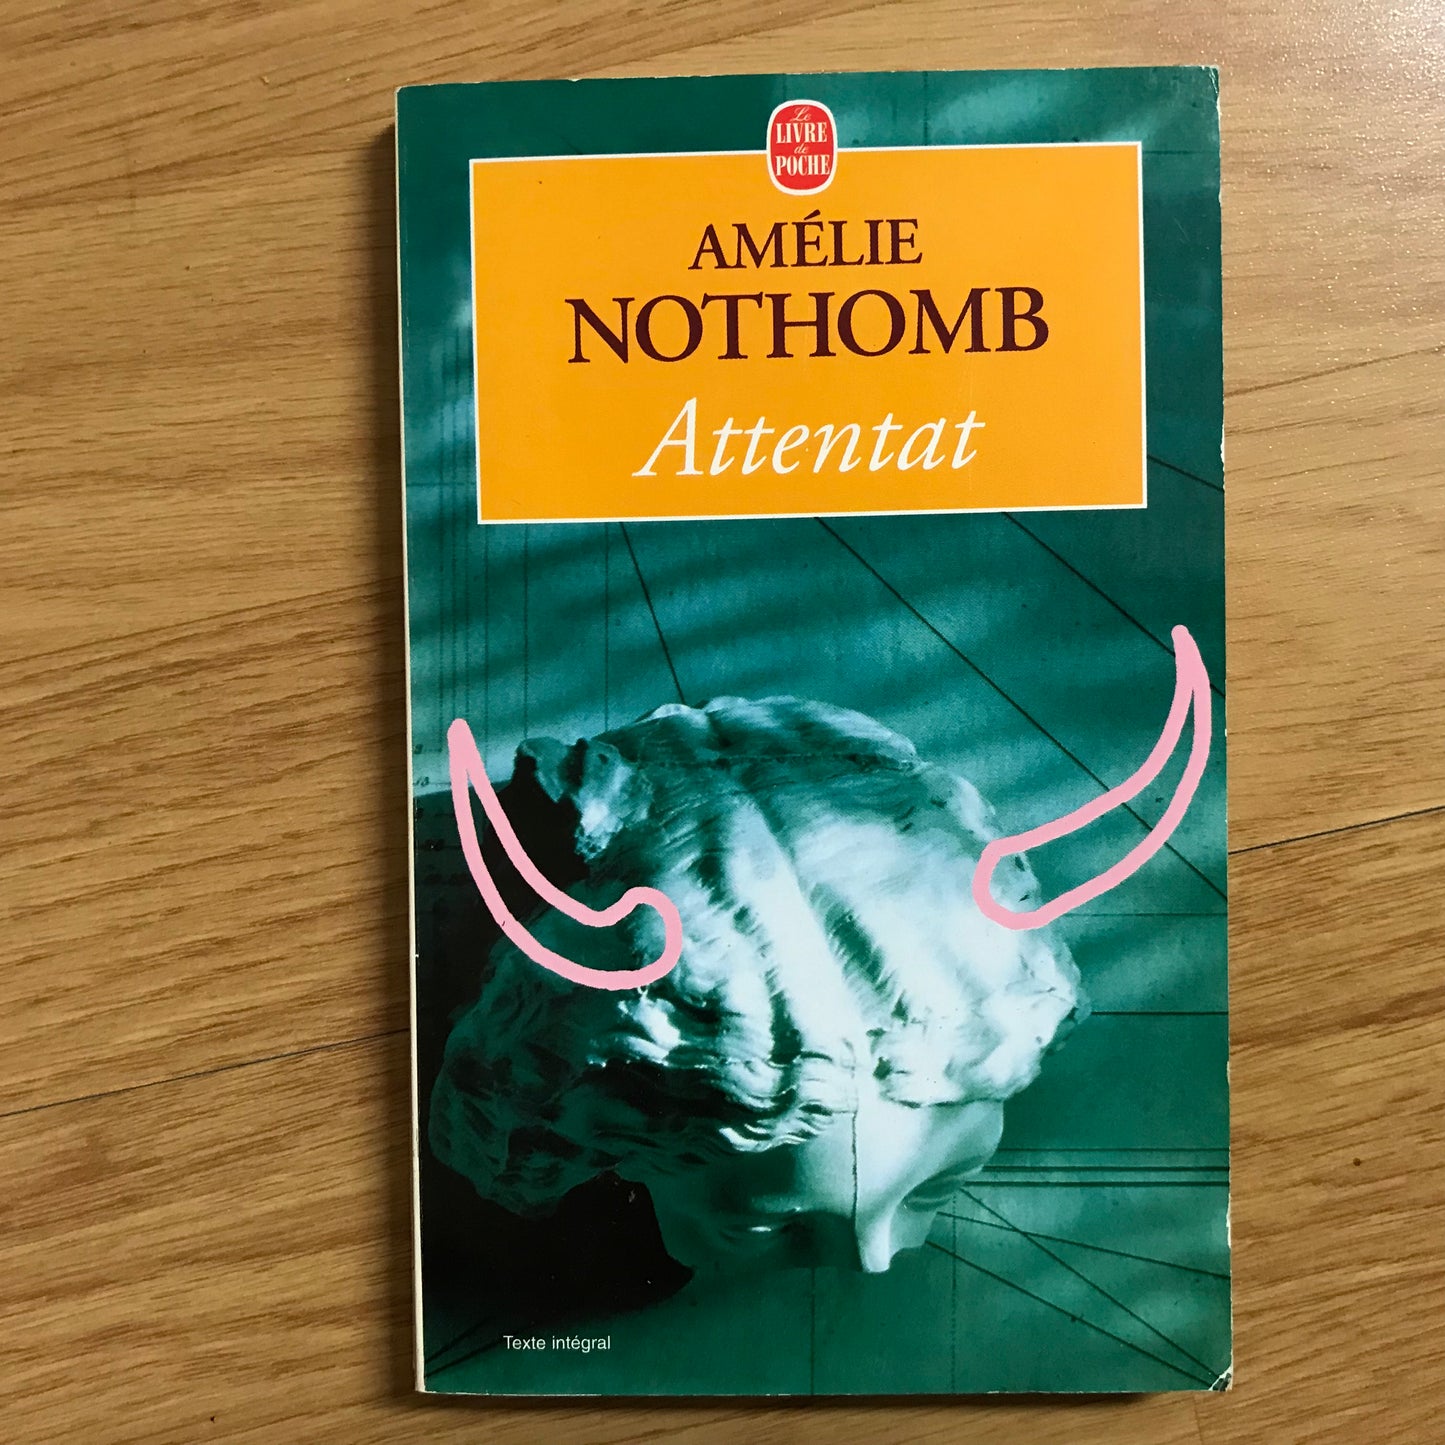 Le
LIVRE
de
POCHE
AMÉLIE
NOTHOMB
Attentat
Texte intégral